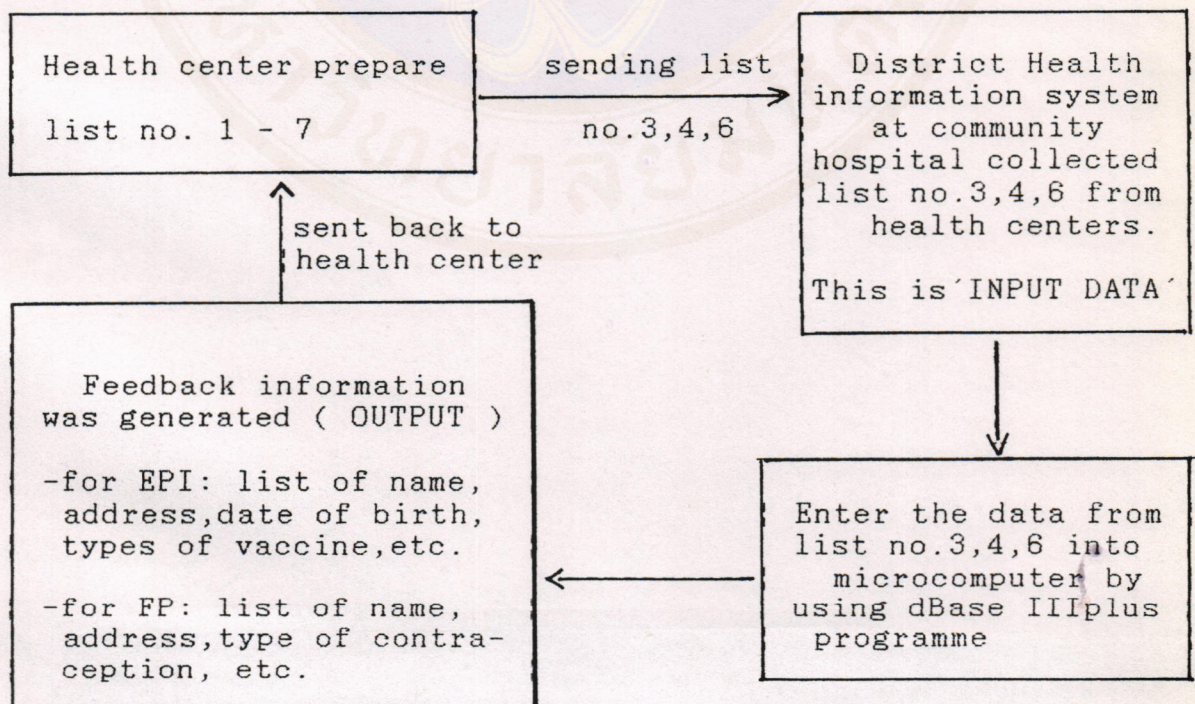 Health center prepare
list no. 1 - 7
sending list
no.3,4,6
District Health
information system
at community
hospital collected
list no.3,4,6 from
health centers.
This is ´INPUT DATA´
Enter the data from
list no.3,4,6 into
microcomputer by
using dBase IIIplus
programme
Feedback information
was generated ( OUTPUT )
-for EPI: list of name,
address,date of birth,
types of vaccine,etc.
-for FP: list of name,
address,type of contra-
ception, etc.
sent back to
health center